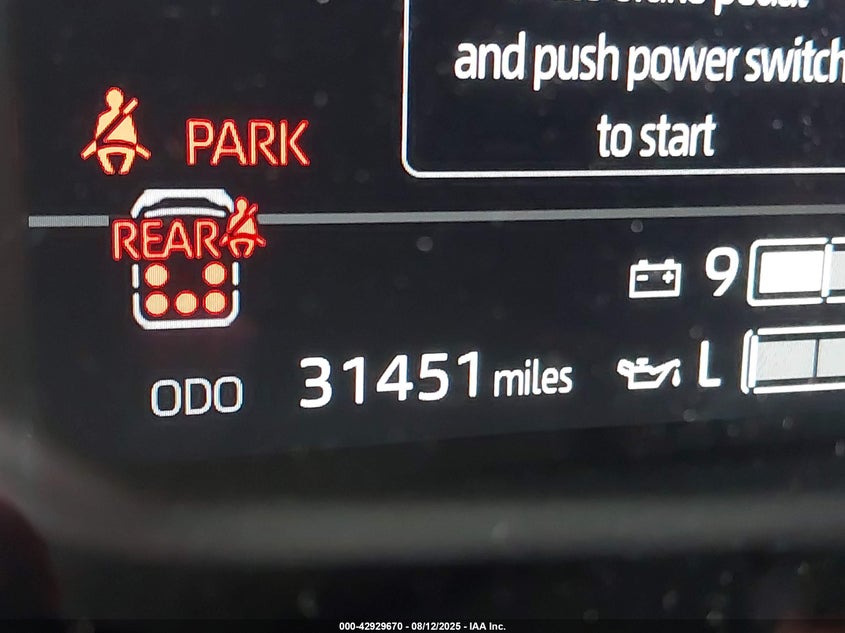 and push power switch
to start
PARK
REAR
9
L
ODO 31451 miles
000-42929670 - 08/12/2025 - IAA Inc.